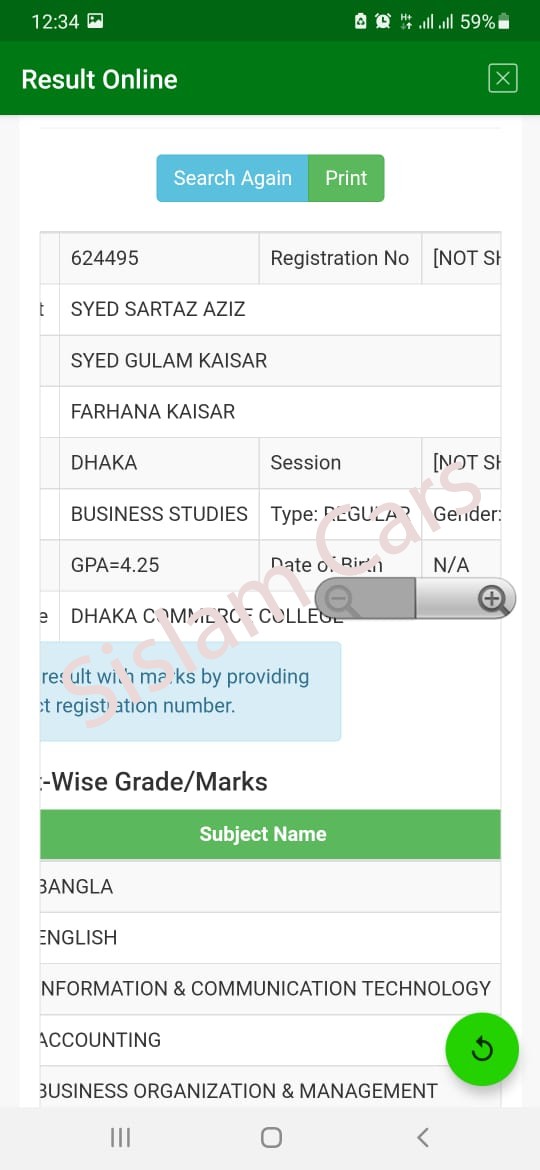 12:34 59%
Result Online
Search Again Print
624495 Registration No [NOT SH
t SYED SARTAZ AZIZ
SYED GULAM KAISAR
FARHANA KAISAR
DHAKA Session [NOT SH
BUSINESS STUDIES Type: REGULAR Gender:
GPA=4.25 Date of Birth N/A
e DHAKA COMMERCE COLLEGE
Sislam Cars
result with marks by providing
ct registration number.
t-Wise Grade/Marks
Subject Name
BANGLA
ENGLISH
INFORMATION & COMMUNICATION TECHNOLOGY
ACCOUNTING
BUSINESS ORGANIZATION & MANAGEMENT